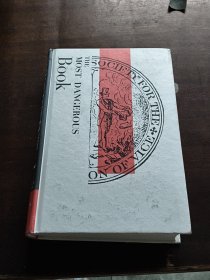 THE
MOST DANGEROUS
Book
SOCIETY FOR THE
N OF VICE